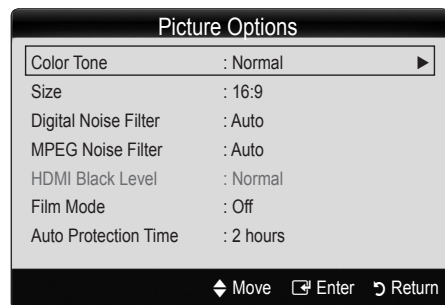 Picture Options
Color Tone : Normal
Size : 16:9
Digital Noise Filter : Auto
MPEG Noise Filter : Auto
HDMI Black Level : Normal
Film Mode : Off
Auto Protection Time : 2 hours
Move Enter Return